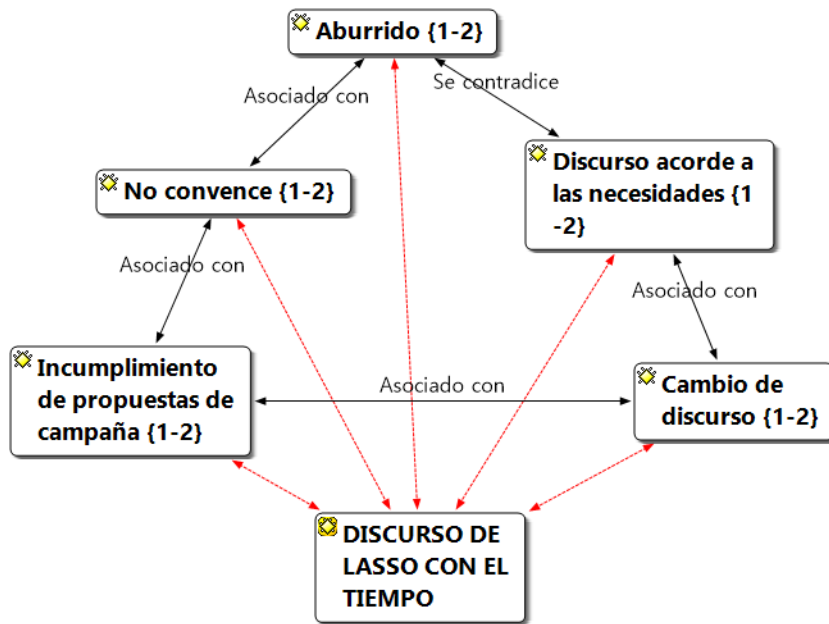 Aburrido {1-2}
Asociado con
Se contradice
No convence {1-2}
Discurso acorde a
las necesidades {1
-2}
Asociado con
Asociado con
Incumplimiento
de propuestas de
campaña {1-2}
Asociado con
Cambio de
discurso {1-2}
DISCURSO DE
LASSO CON EL
TIEMPO